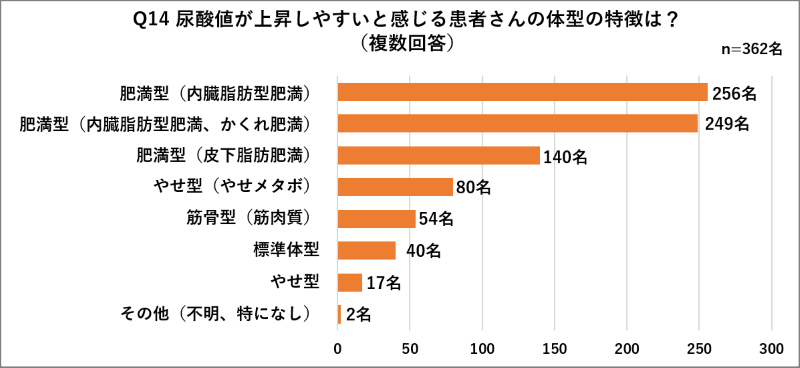 Q14 尿酸値が上昇しやすいと感じる患者さんの体型の特徴は？
（複数回答）
n=362名
肥満型（内臓脂肪型肥満） 256名
肥満型（内臓脂肪型肥満、かくれ肥満） 249名
肥満型（皮下脂肪肥満） 140名
やせ型（やせメタボ） 80名
筋骨型（筋肉質） 54名
標準体型 40名
やせ型 17名
その他（不明、特になし） 2名
0 50 100 150 200 250 300